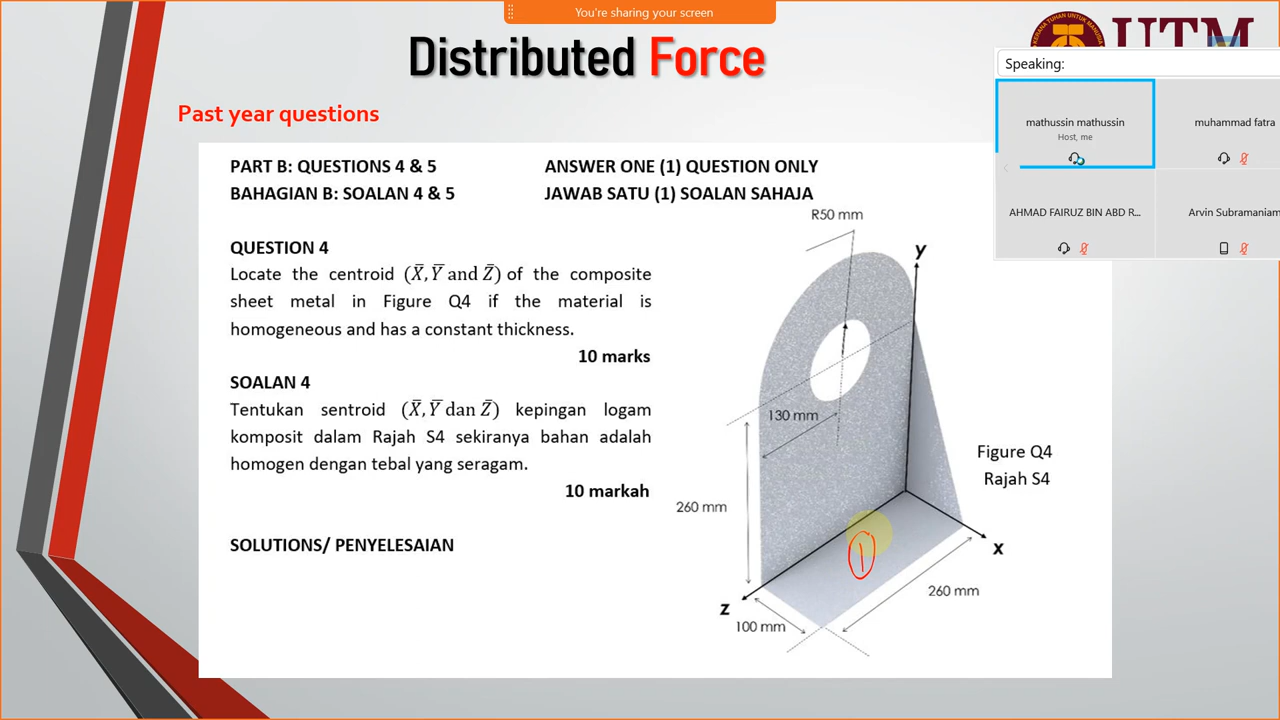 You're sharing your screen
Distributed Force
UTM
Speaking:
Past year questions
mathussin mathussin
Host, me
muhammad fatra
AHMAD FAIRUZ BIN ABD R...
Arvin Subramaniam
PART B: QUESTIONS 4 & 5 ANSWER ONE (1) QUESTION ONLY
BAHAGIAN B: SOALAN 4 & 5 JAWAB SATU (1) SOALAN SAHAJA
QUESTION 4
Locate the centroid (X̅, Y̅ and Z̅) of the composite
sheet metal in Figure Q4 if the material is
homogeneous and has a constant thickness.
10 marks
SOALAN 4
Tentukan sentroid (X̅, Y̅ dan Z̅) kepingan logam
komposit dalam Rajah S4 sekiranya bahan adalah
homogen dengan tebal yang seragam.
10 markah
SOLUTIONS/ PENYELESAIAN
R50 mm
y
130 mm
260 mm
Figure Q4
Rajah S4
1
x
z
260 mm
100 mm